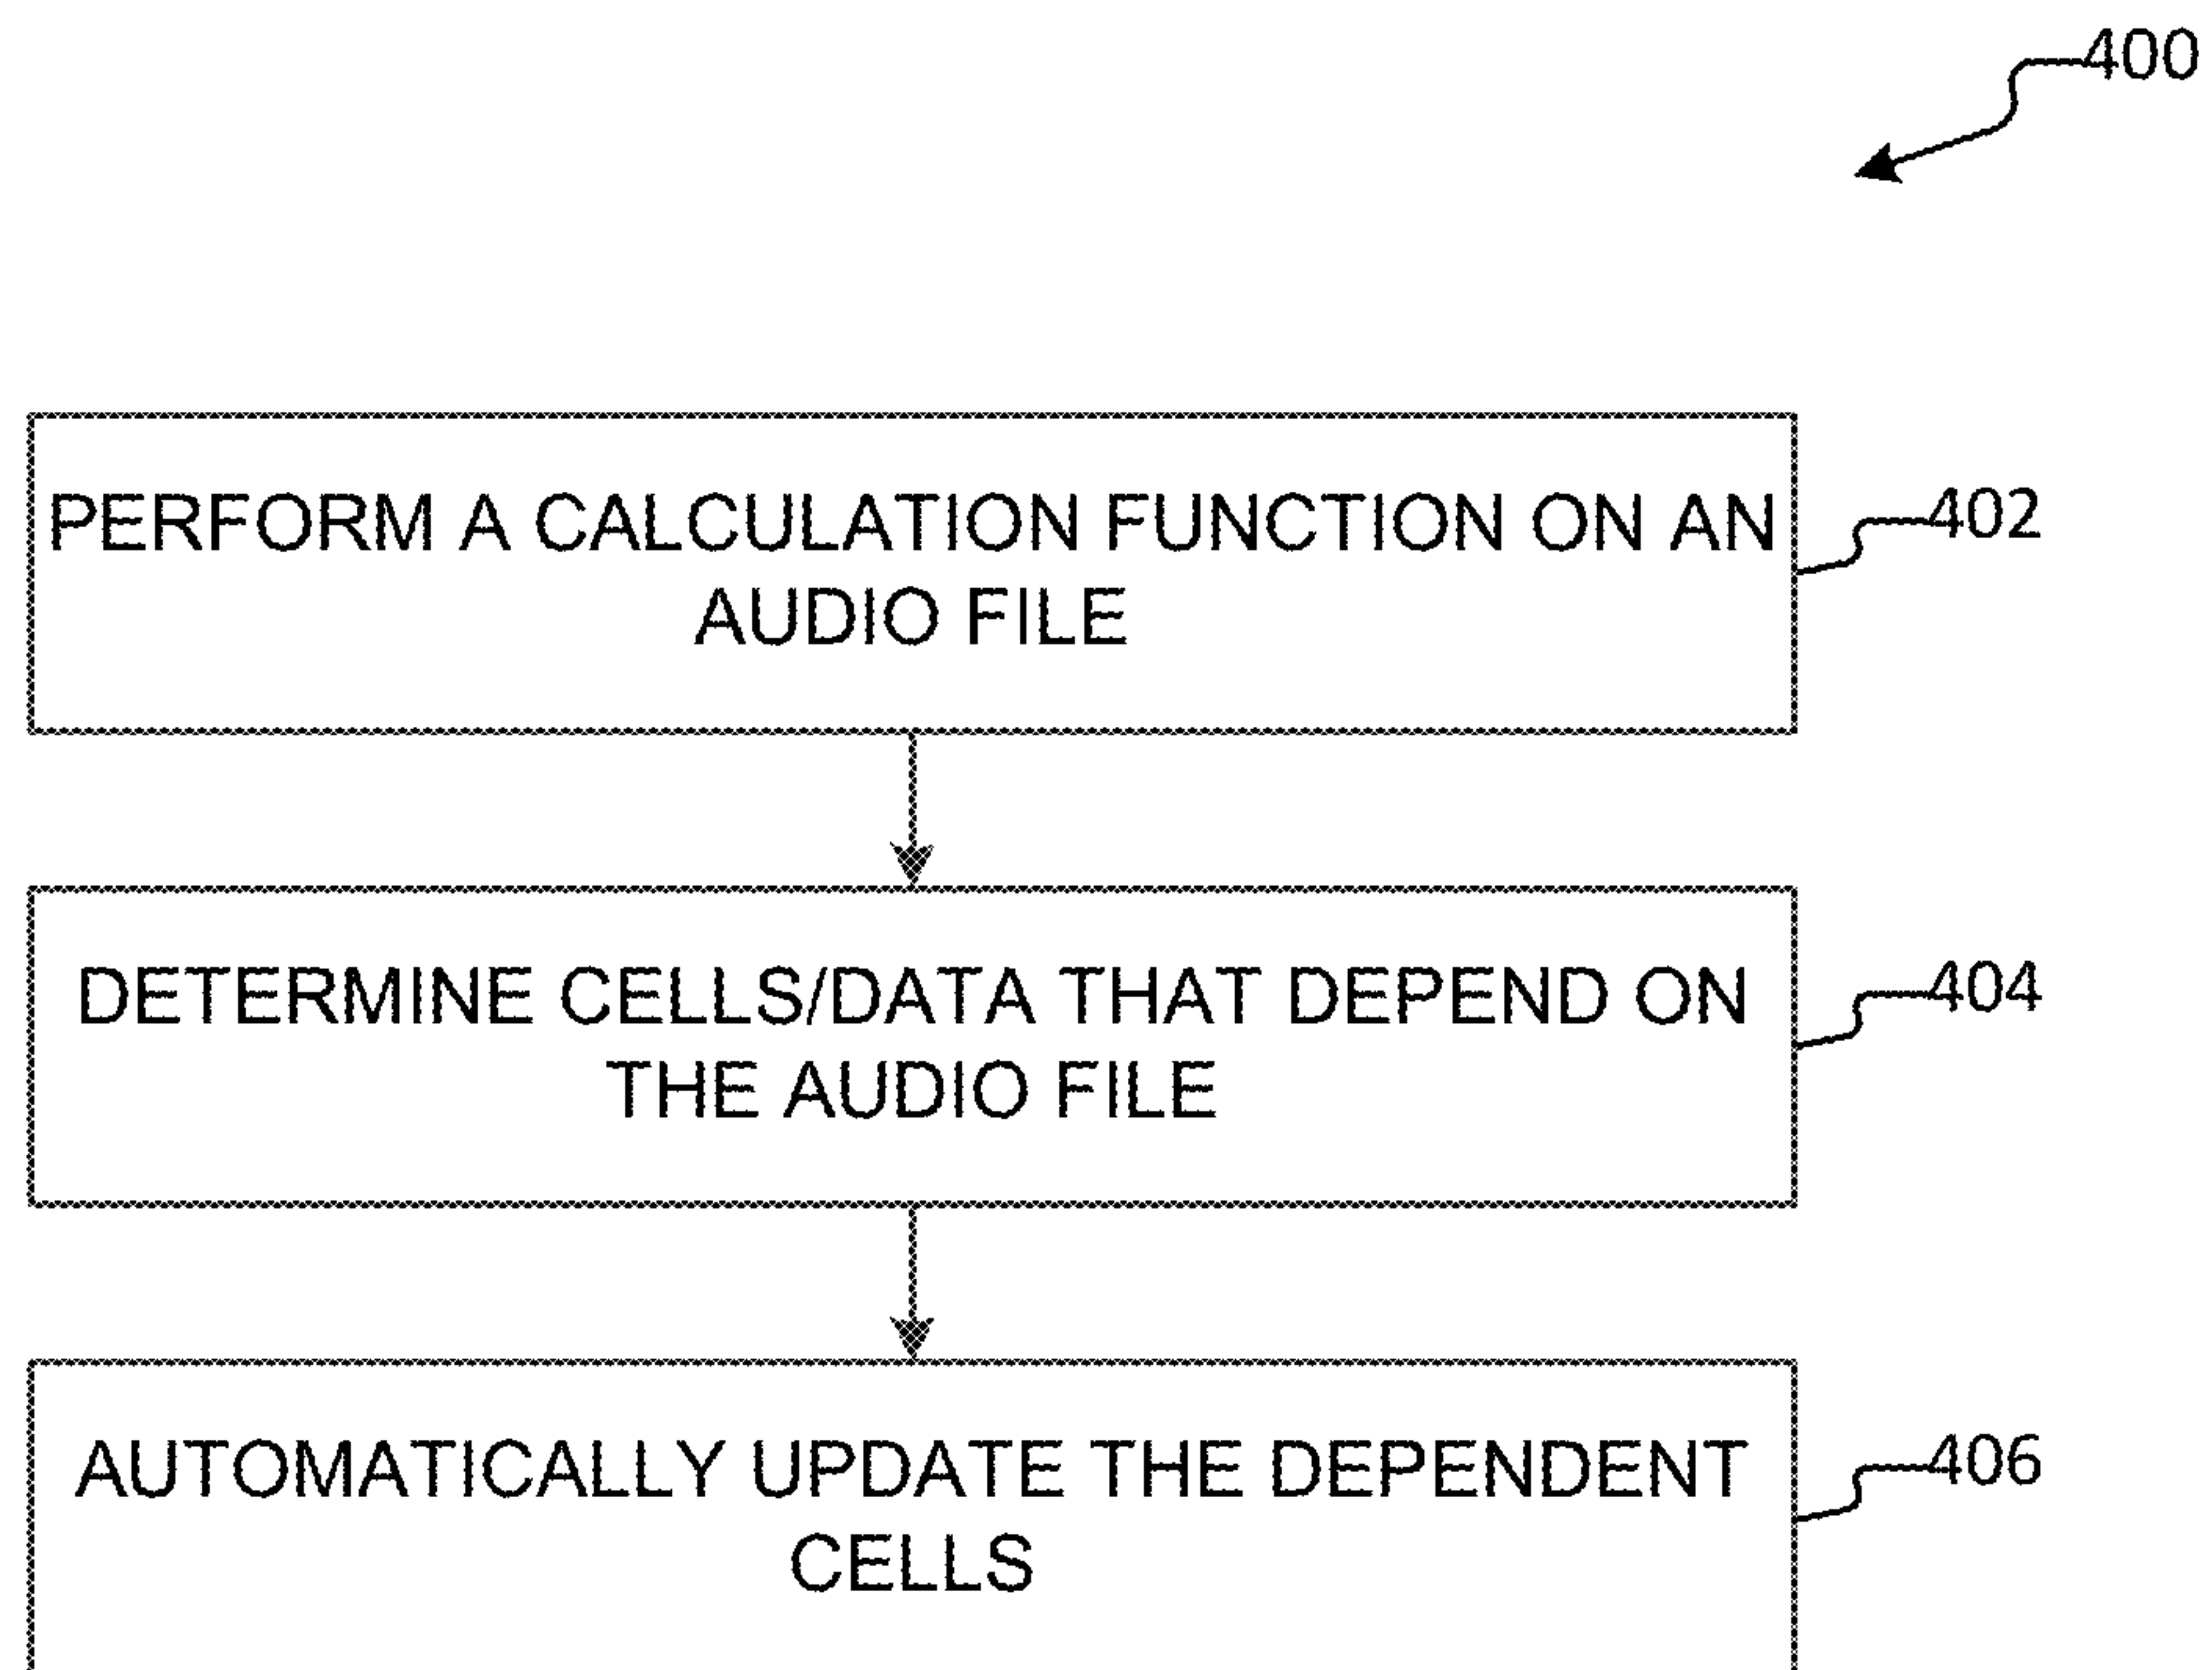 400
PERFORM A CALCULATION FUNCTION ON AN
AUDIO FILE
402
DETERMINE CELLS/DATA THAT DEPEND ON
THE AUDIO FILE
404
AUTOMATICALLY UPDATE THE DEPENDENT
CELLS
406